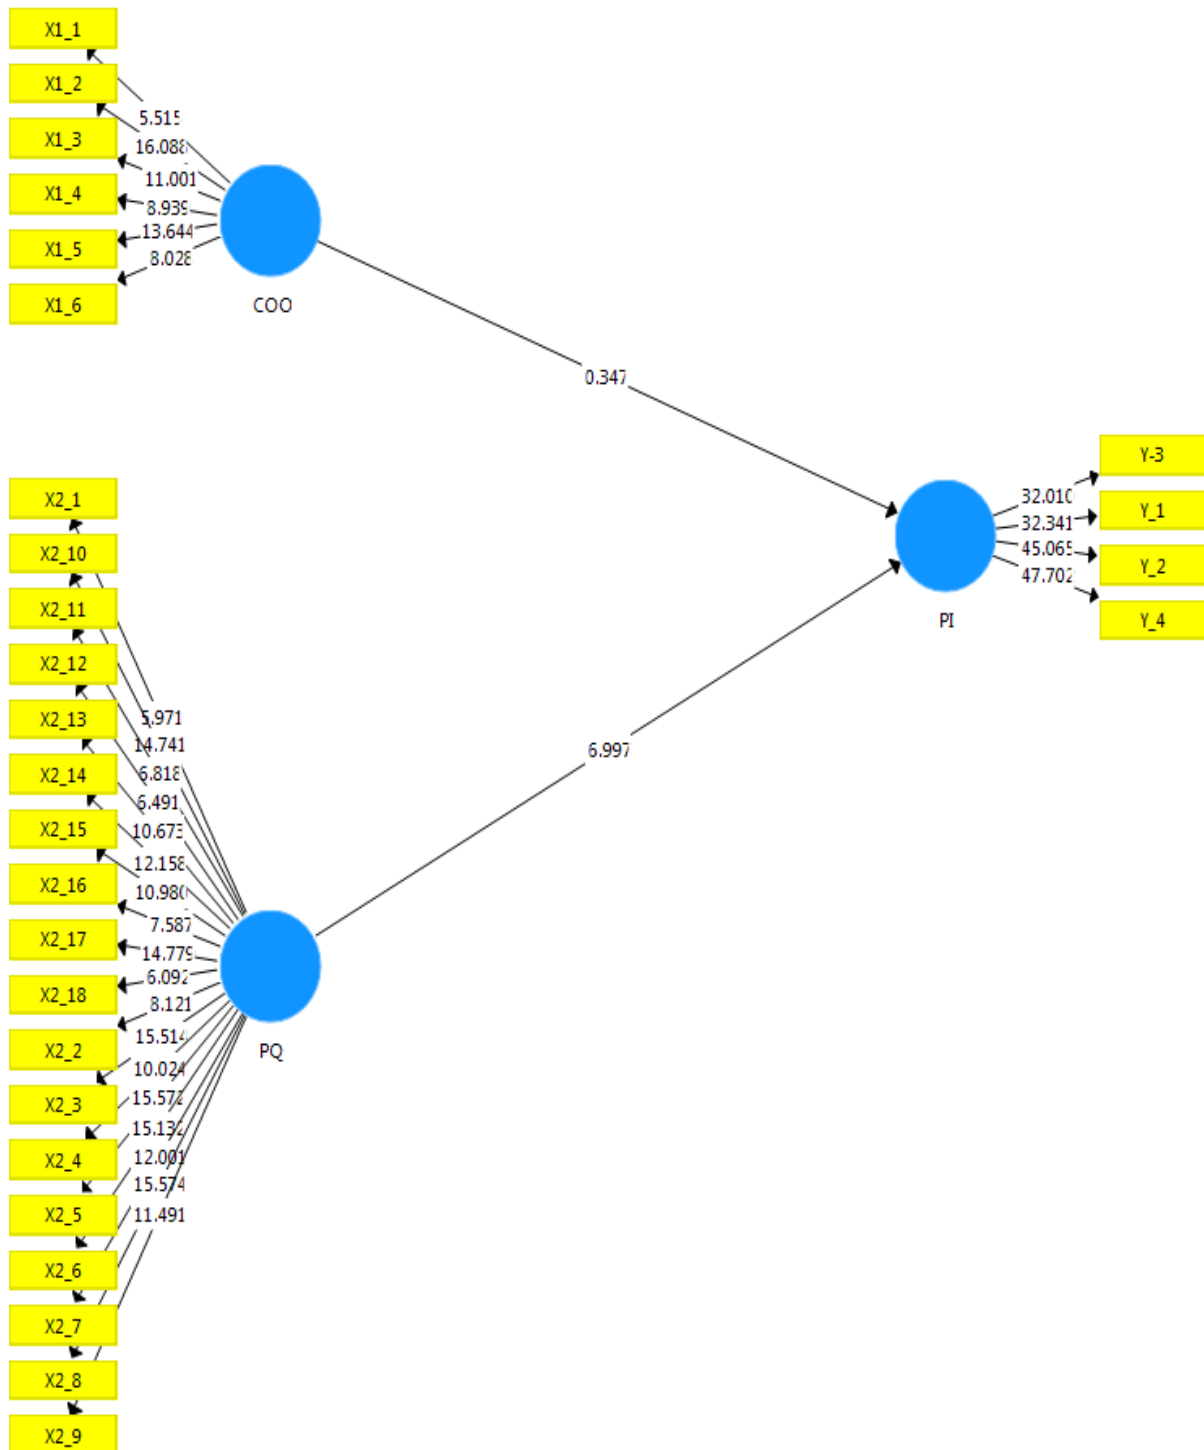 X1_1
X1_2
X1_3
X1_4
X1_5
X1_6
5.515
16.088
11.001
8.939
13.644
8.028
COO
0.347
X2_1
X2_10
X2_11
X2_12
X2_13
X2_14
X2_15
X2_16
X2_17
X2_18
X2_2
X2_3
X2_4
X2_5
X2_6
X2_7
X2_8
X2_9
5.971
14.741
6.818
6.491
10.673
12.158
10.980
7.587
14.779
6.092
8.121
15.514
10.024
15.572
15.132
12.001
15.574
11.491
PQ
6.997
PI
32.010
32.341
45.065
47.702
Y-3
Y_1
Y_2
Y_4